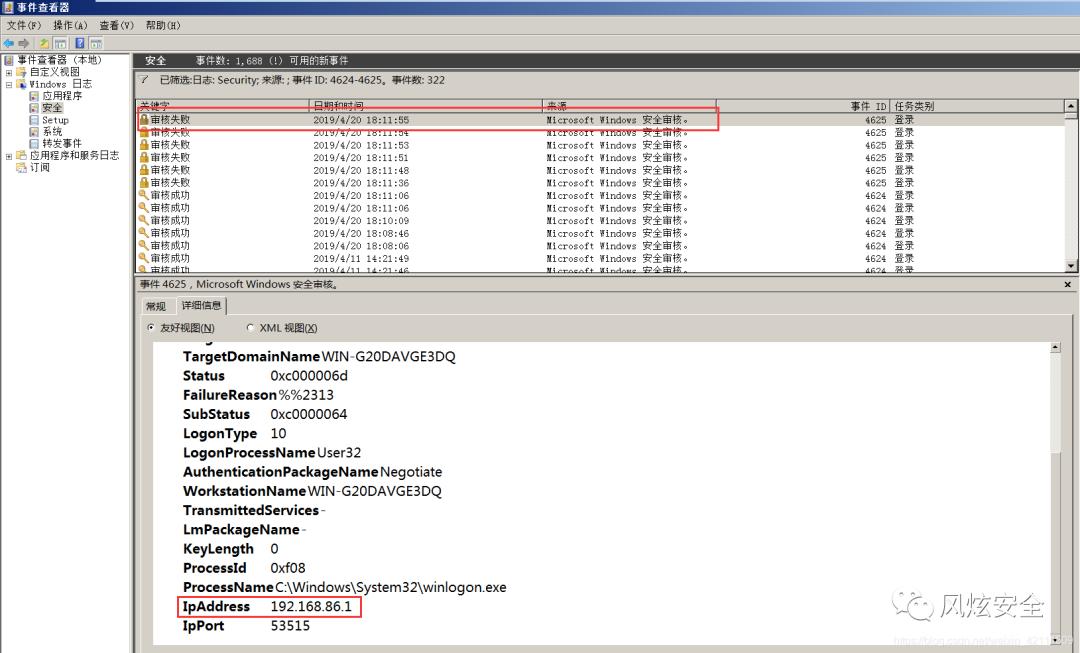 事件查看器
文件(F) 操作(A) 查看(V) 帮助(H)
事件查看器 (本地)
自定义视图
Windows 日志
应用程序
安全
Setup
系统
转发事件
应用程序和服务日志
订阅
安全 事件数: 1,688 (!) 可用的新事件
已筛选:日志: Security; 来源: ; 事件 ID: 4624-4625。事件数: 322
关键字 日期和时间 来源 事件 ID 任务类别
审核失败 2019/4/20 18:11:55 Microsoft Windows 安全审核。 4625 登录
审核失败 2019/4/20 18:11:54 Microsoft Windows 安全审核。 4625 登录
审核失败 2019/4/20 18:11:53 Microsoft Windows 安全审核。 4625 登录
审核失败 2019/4/20 18:11:51 Microsoft Windows 安全审核。 4625 登录
审核失败 2019/4/20 18:11:48 Microsoft Windows 安全审核。 4625 登录
审核失败 2019/4/20 18:11:36 Microsoft Windows 安全审核。 4625 登录
审核成功 2019/4/20 18:11:06 Microsoft Windows 安全审核。 4624 登录
审核成功 2019/4/20 18:11:06 Microsoft Windows 安全审核。 4624 登录
审核成功 2019/4/20 18:10:09 Microsoft Windows 安全审核。 4624 登录
审核成功 2019/4/20 18:08:46 Microsoft Windows 安全审核。 4624 登录
审核成功 2019/4/20 18:08:06 Microsoft Windows 安全审核。 4624 登录
审核成功 2019/4/11 14:21:49 Microsoft Windows 安全审核。 4624 登录
审核成功 2019/4/11 14:21:46 Microsoft Windows 安全审核。 4624 登录
事件 4625，Microsoft Windows 安全审核。
常规 详细信息
友好视图(N) XML 视图(X)
TargetDomainName WIN-G20DAVGE3DQ
Status 0xc000006d
FailureReason %%2313
SubStatus 0xc0000064
LogonType 10
LogonProcessName User32
AuthenticationPackageName Negotiate
WorkstationName WIN-G20DAVGE3DQ
TransmittedServices -
LmPackageName -
KeyLength 0
ProcessId 0xf08
ProcessName C:\Windows\System32\winlogon.exe
IpAddress 192.168.86.1
IpPort 53515
风炫安全